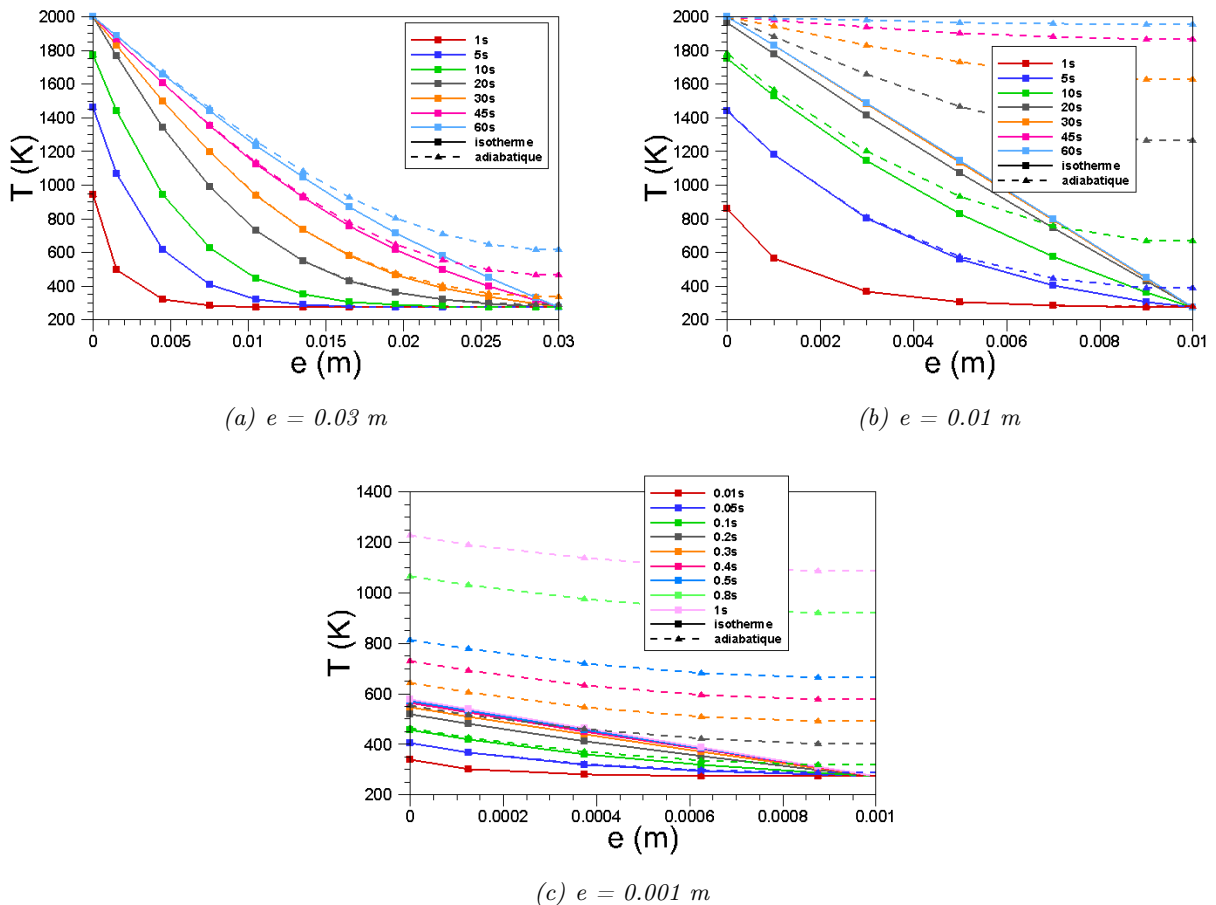 2000
1800
1600
1400
1200
1000
800
600
400
200
T (K)
0
0.005
0.01
0.015
0.02
0.025
0.03
e (m)
1s
5s
10s
20s
30s
45s
60s
isotherme
adiabatique
(a) e = 0.03 m
2000
1800
1600
1400
1200
1000
800
600
400
200
T (K)
0
0.002
0.004
0.006
0.008
0.01
e (m)
1s
5s
10s
20s
30s
45s
60s
isotherme
adiabatique
(b) e = 0.01 m
1400
1200
1000
800
600
400
200
T (K)
0
0.0002
0.0004
0.0006
0.0008
0.001
e (m)
0.01s
0.05s
0.1s
0.2s
0.3s
0.4s
0.5s
0.8s
1s
isotherme
adiabatique
(c) e = 0.001 m